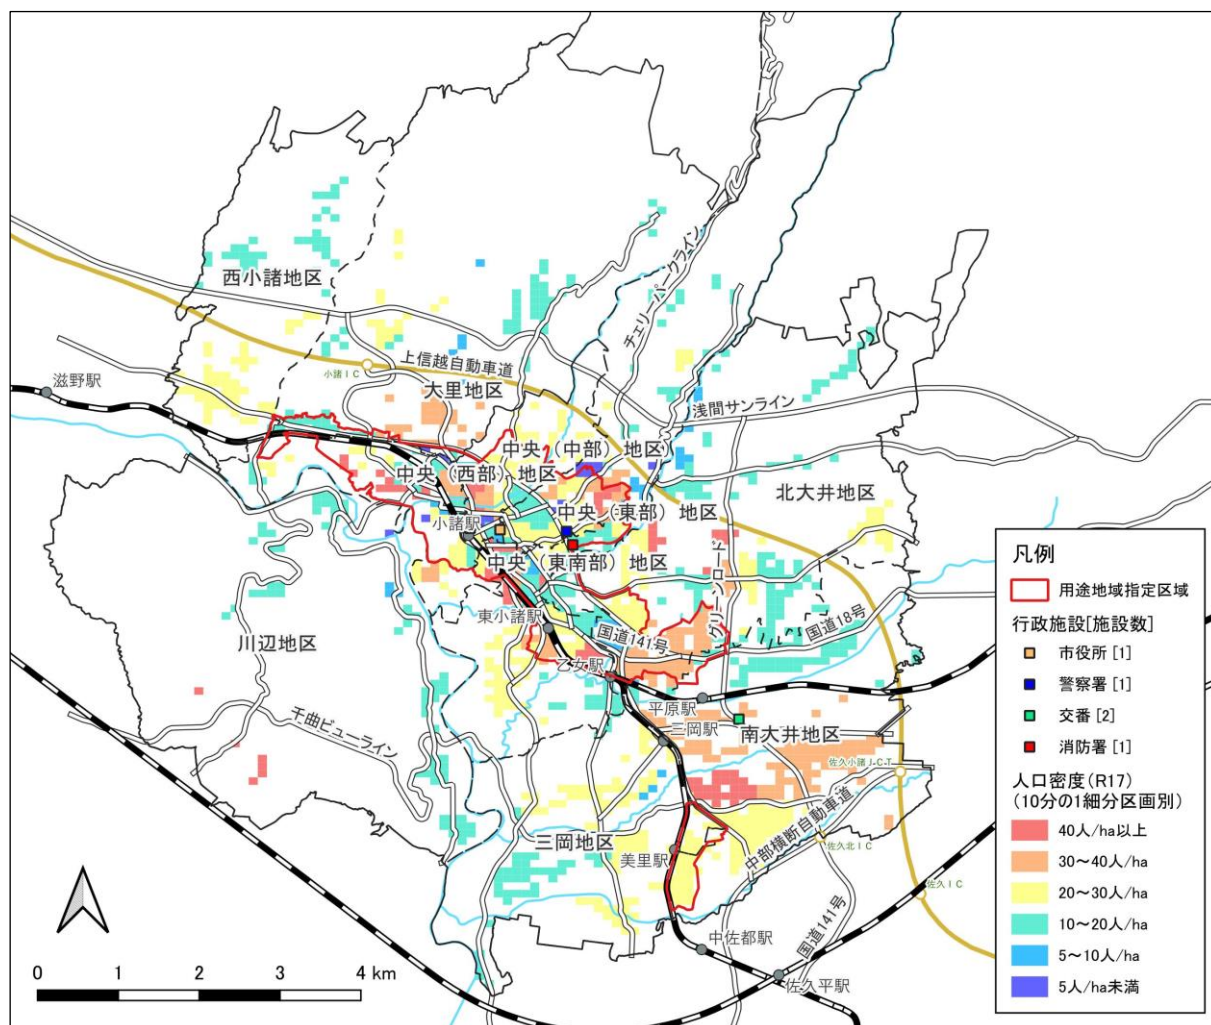 西小諸地区
チェリーパークライン
滋野駅
小諸ＩＣ
上信越自動車道
大里地区
浅間サンライン
中央（中部）地区
中央（西部）地区
北大井地区
中央（東部）地区
小諸駅
中央（東南部）地区
グリーンロード
東小諸駅
国道141号
国道18号
川辺地区
乙女駅
平原駅
三岡駅
千曲ビューライン
南大井地区
佐久小諸ＪＣＴ
中部横断自動車道
三岡地区
美里駅
佐久北ＩＣ
佐久ＩＣ
国道141号
中佐都駅
佐久平駅
0 1 2 3 4 km
凡例
用途地域指定区域
行政施設[施設数]
市役所[1]
警察署[1]
交番[2]
消防署[1]
人口密度(R17)
(10分の1細分区画別)
40人/ha以上
30～40人/ha
20～30人/ha
10～20人/ha
5～10人/ha
5人/ha未満